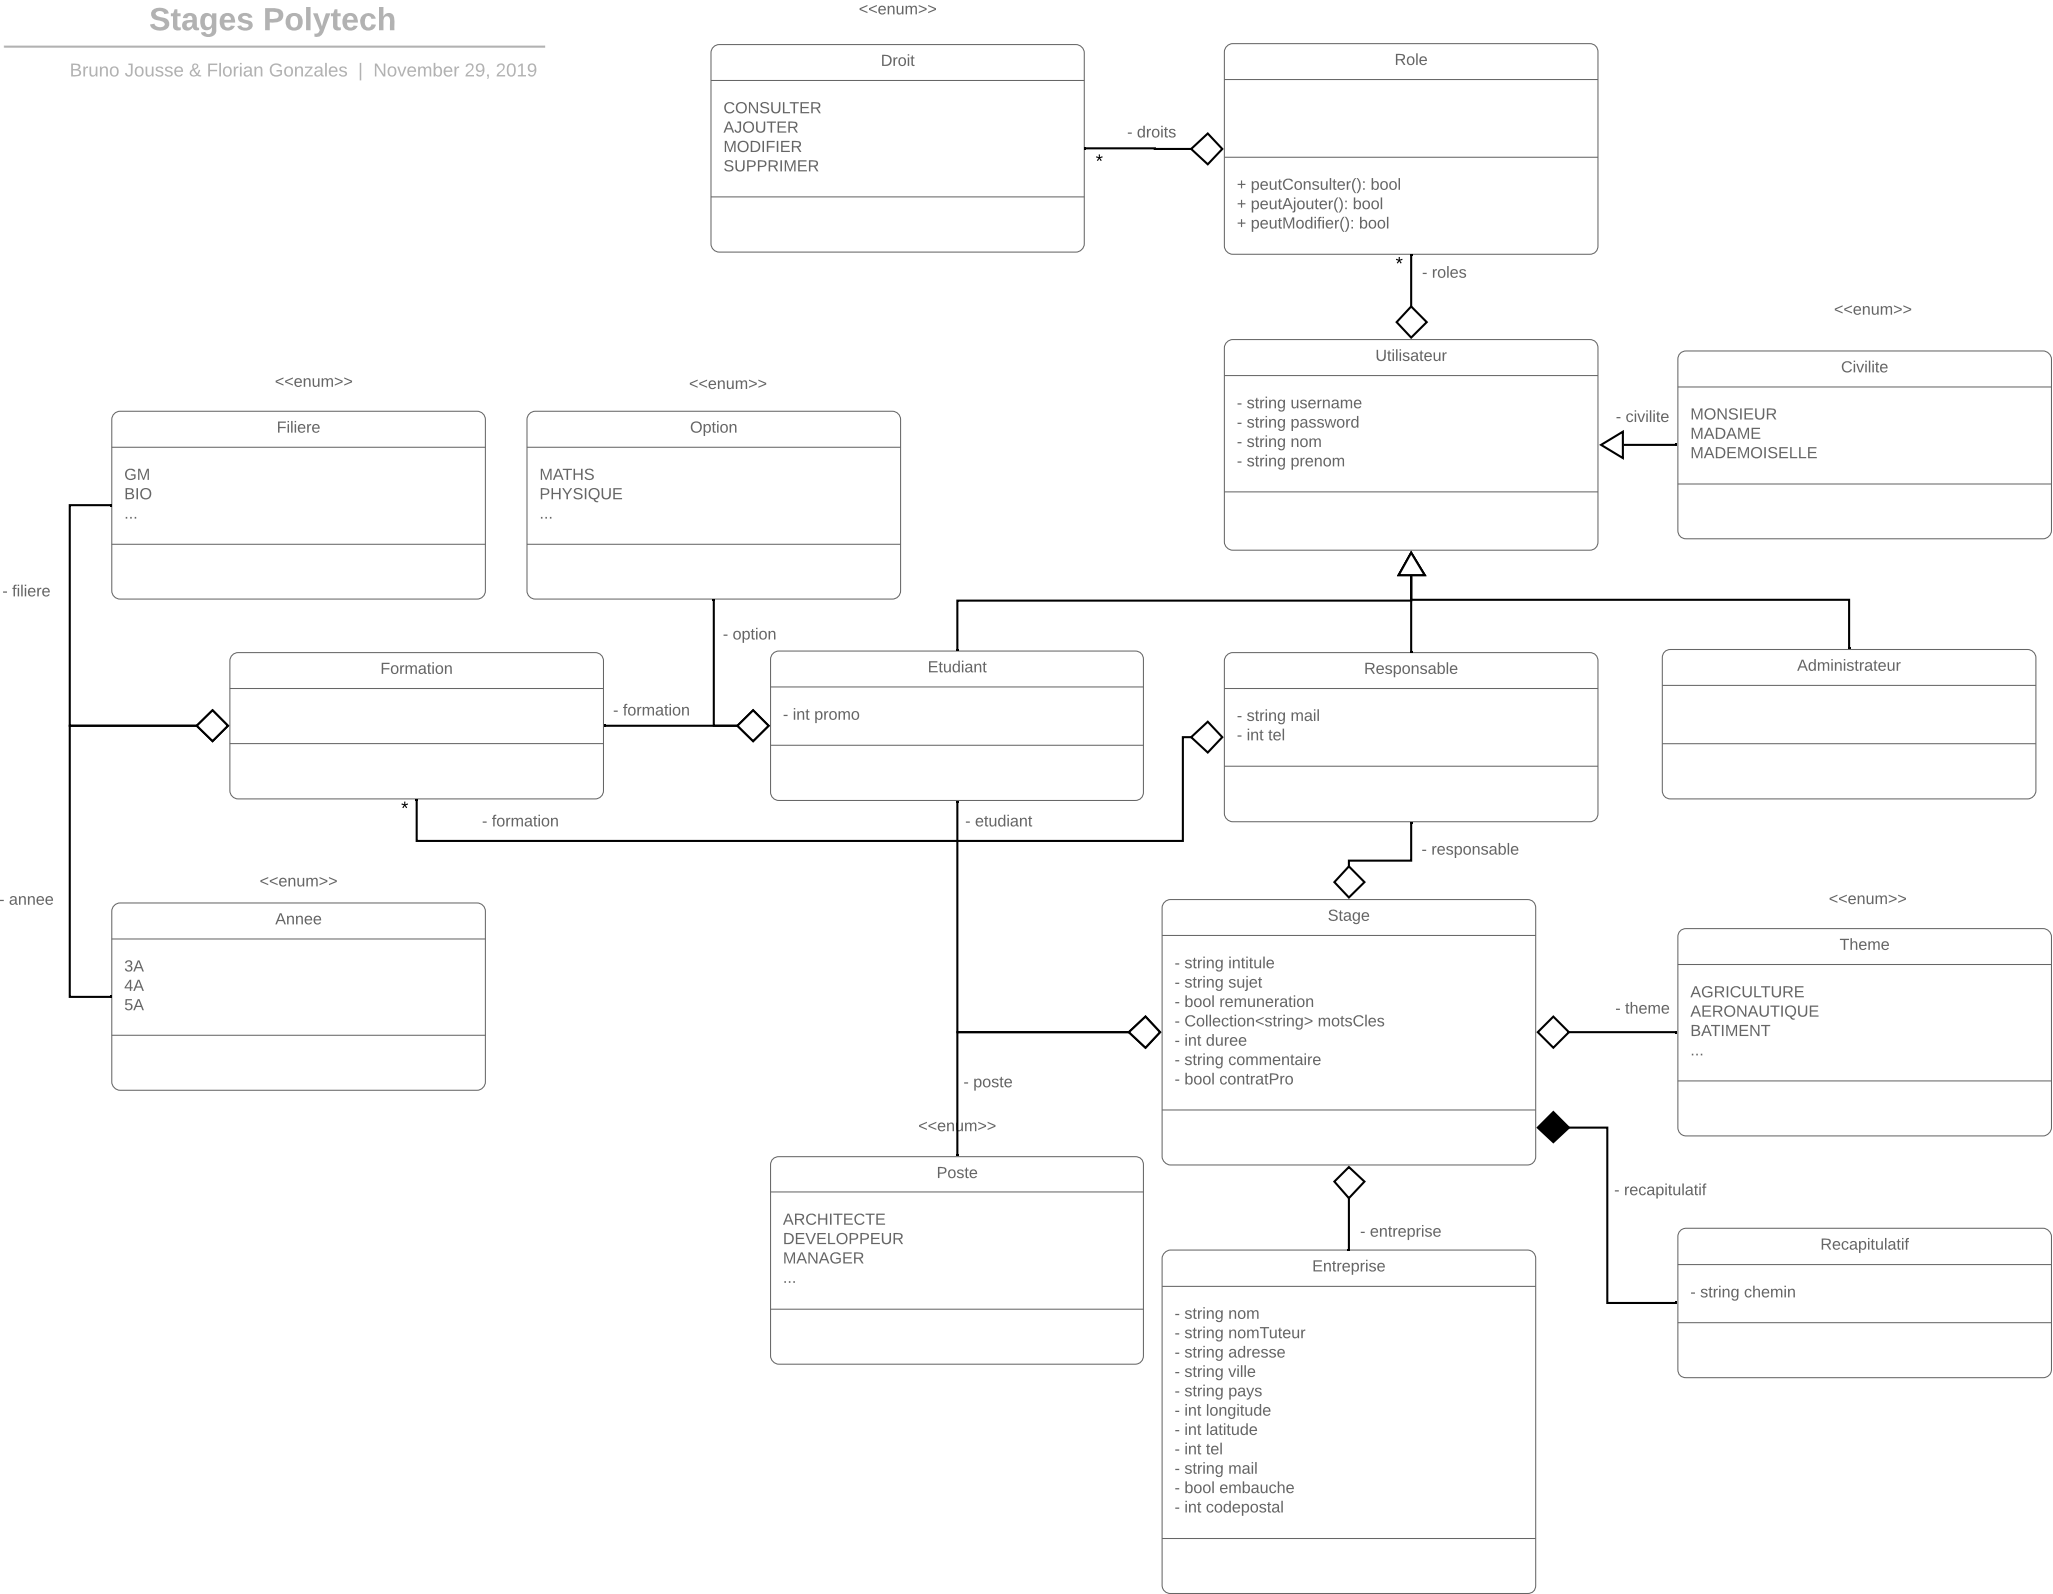 Stages Polytech
Bruno Jousse & Florian Gonzales | November 29, 2019
<<enum>>
Droit
CONSULTER
AJOUTER
MODIFIER
SUPPRIMER
- droits
*
Role
+ peutConsulter(): bool
+ peutAjouter(): bool
+ peutModifier(): bool
*
- roles
Utilisateur
- string username
- string password
- string nom
- string prenom
<<enum>>
- civilite
Civilite
MONSIEUR
MADAME
MADEMOISELLE
<<enum>>
Filiere
GM
BIO
...
<<enum>>
Option
MATHS
PHYSIQUE
...
- filiere
- option
Formation
- formation
Etudiant
- int promo
Responsable
- string mail
- int tel
Administrateur
*
- formation
- etudiant
- responsable
- annee
<<enum>>
Annee
3A
4A
5A
Stage
- string intitule
- string sujet
- bool remuneration
- Collection<string> motsCles
- int duree
- string commentaire
- bool contratPro
<<enum>>
- theme
Theme
AGRICULTURE
AERONAUTIQUE
BATIMENT
...
- poste
<<enum>>
Poste
ARCHITECTE
DEVELOPPEUR
MANAGER
...
- entreprise
Entreprise
- string nom
- string nomTuteur
- string adresse
- string ville
- string pays
- int longitude
- int latitude
- int tel
- string mail
- bool embauche
- int codepostal
- recapitulatif
Recapitulatif
- string chemin